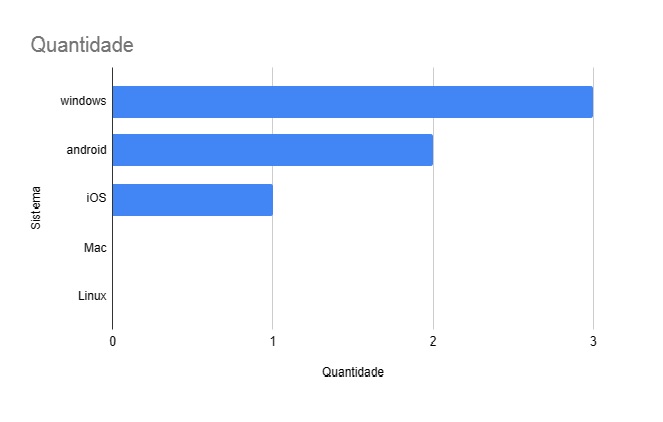 Quantidade
Sistema
windows
android
iOS
Mac
Linux
0 1 2 3
Quantidade